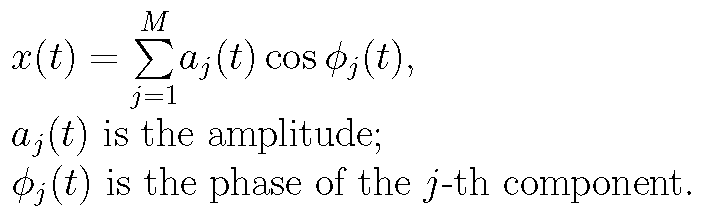 x(t) = \sum_{j=1}^{M} a_j(t) \cos \phi_j(t),
a_j(t) is the amplitude;
\phi_j(t) is the phase of the j-th component.